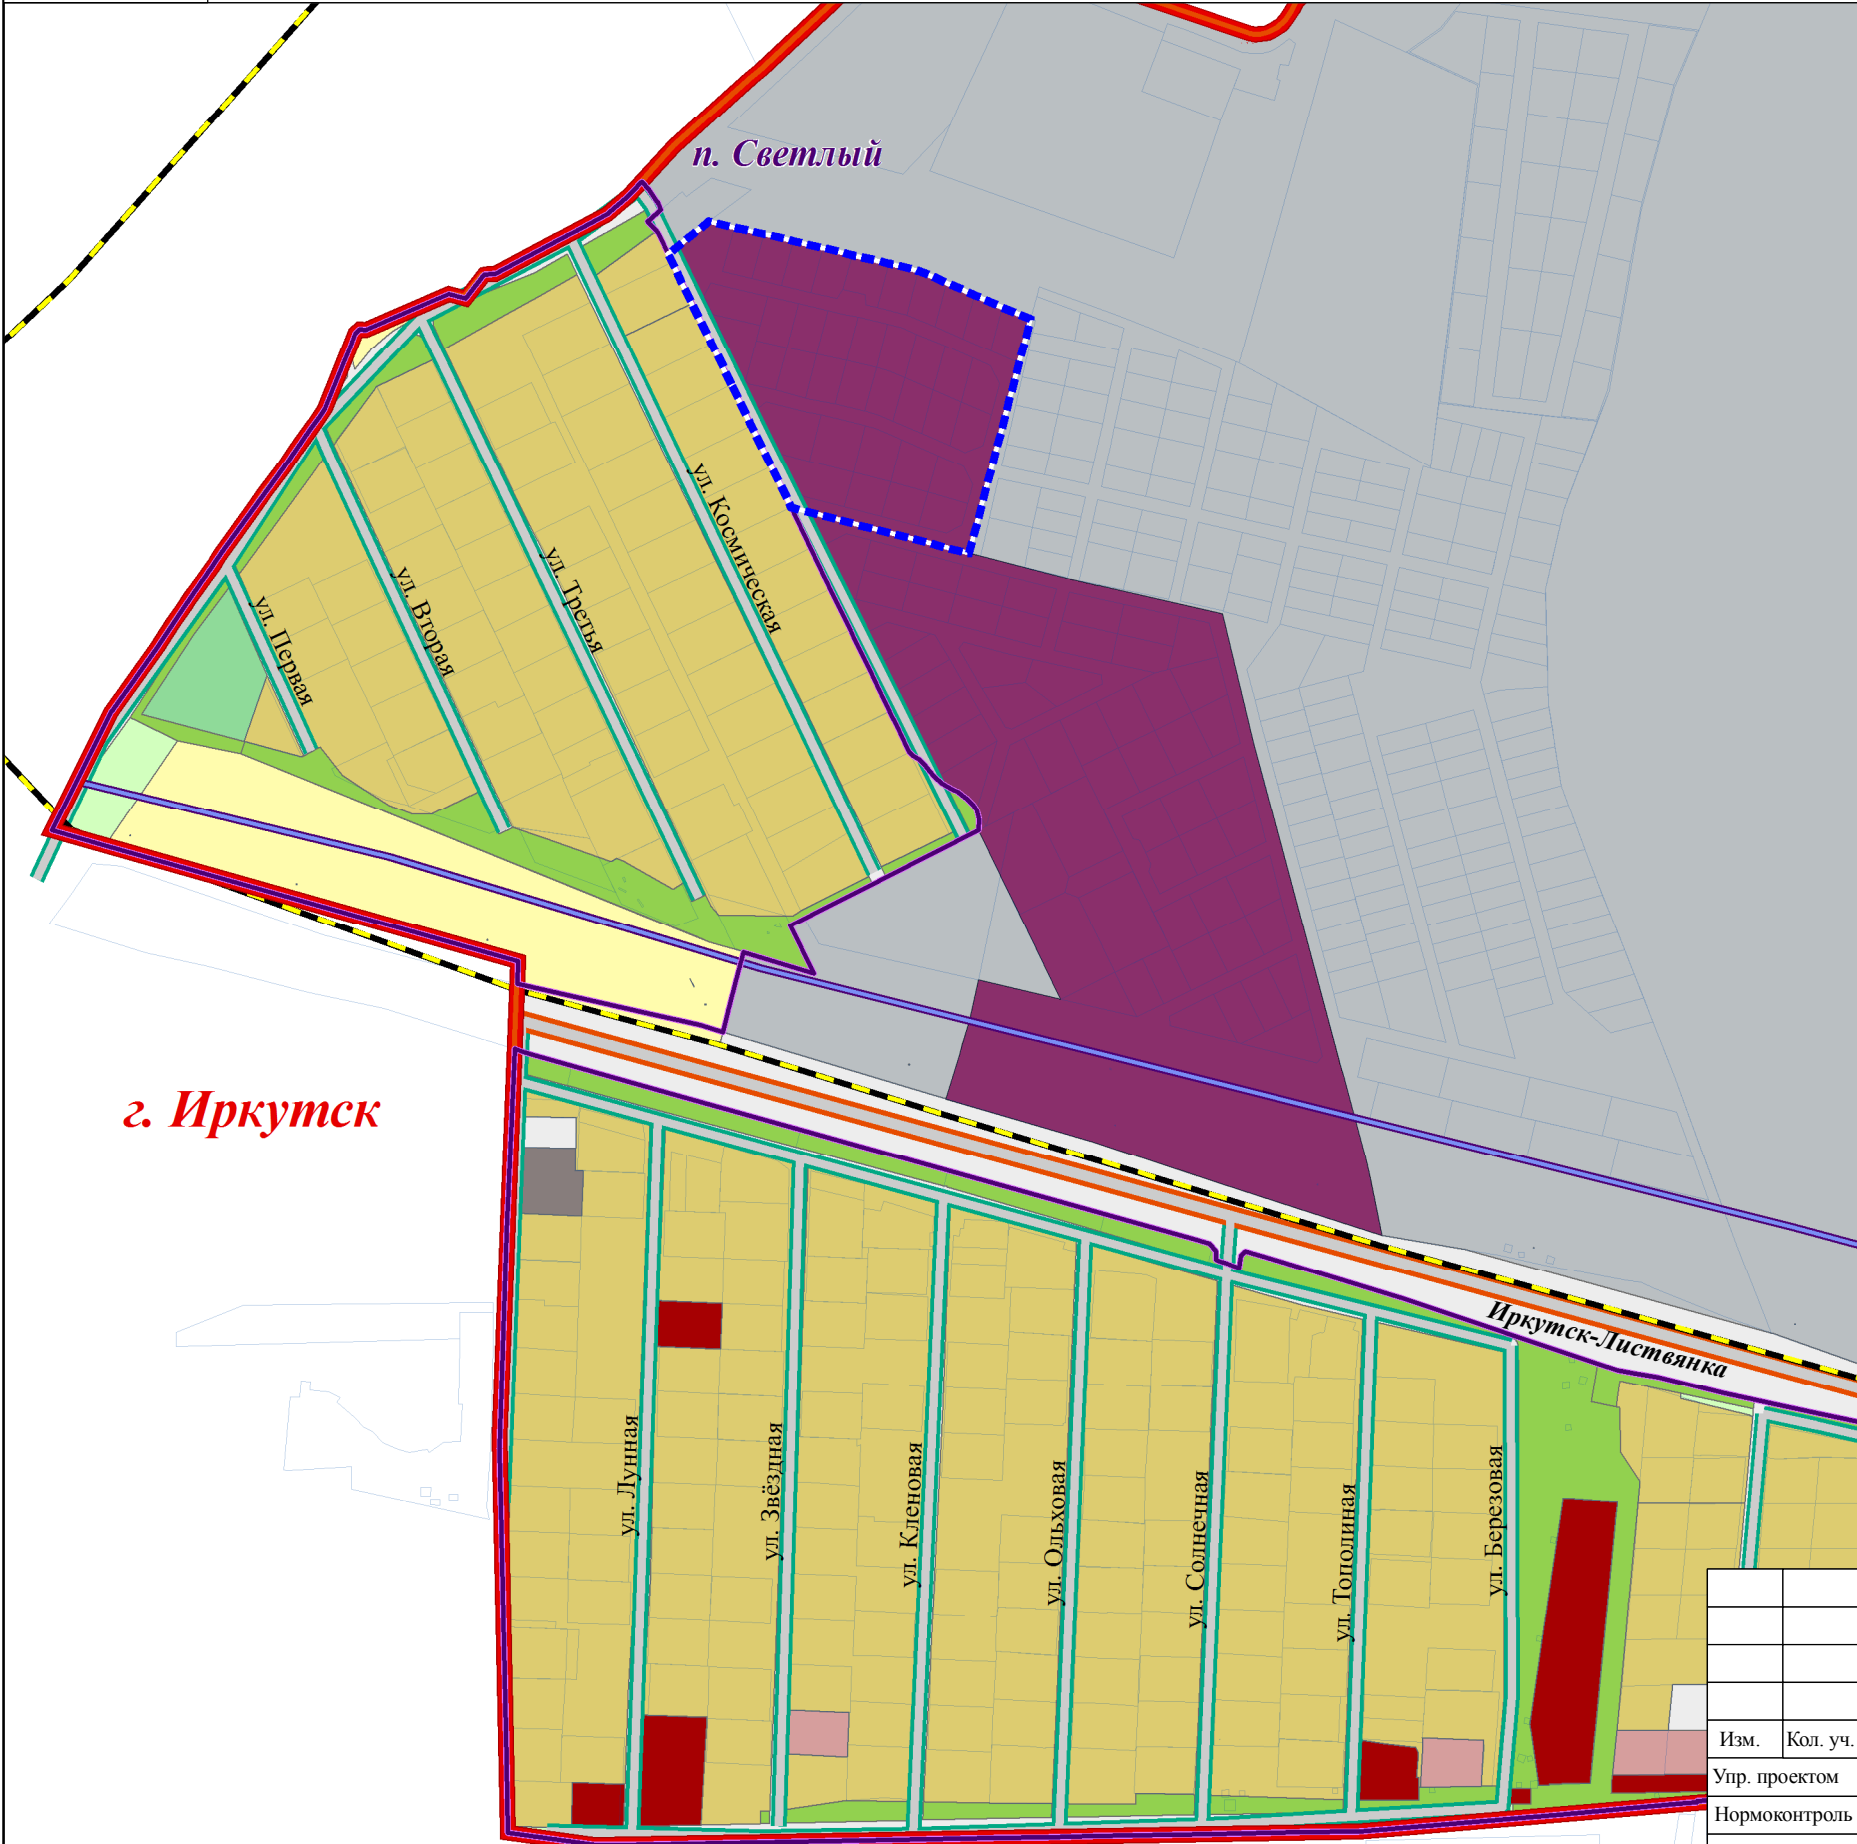 п. Светлый
ул. Космическая
ул. Третья
ул. Вторая
ул. Первая
г. Иркутск
Иркутск-Листвянка
ул. Лунная
ул. Звёздная
ул. Кленовая
ул. Ольховая
ул. Солнечная
ул. Тополиная
ул. Березовая
Изм. Кол. уч.
Упр. проектом
Нормоконтроль